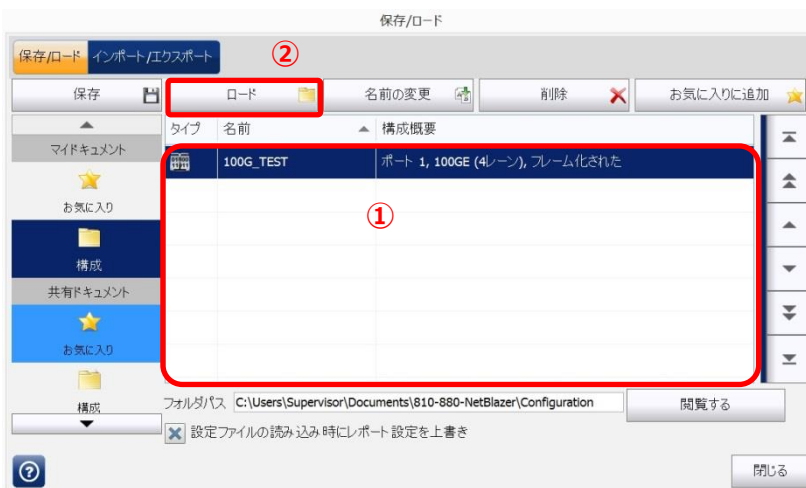 保存/ロード
保存/ロード インポート/エクスポート
②
保存 ロード 名前の変更 削除 お気に入りに追加
タイプ 名前 構成概要
マイドキュメント
100G_TEST ポート 1, 100GE (4レーン), フレーム化された
お気に入り
①
構成
共有ドキュメント
お気に入り
構成
フォルダパス C:\Users\Supervisor\Documents\810-880-NetBlazer\Configuration 閲覧する
設定ファイルの読み込み時にレポート設定を上書き
閉じる